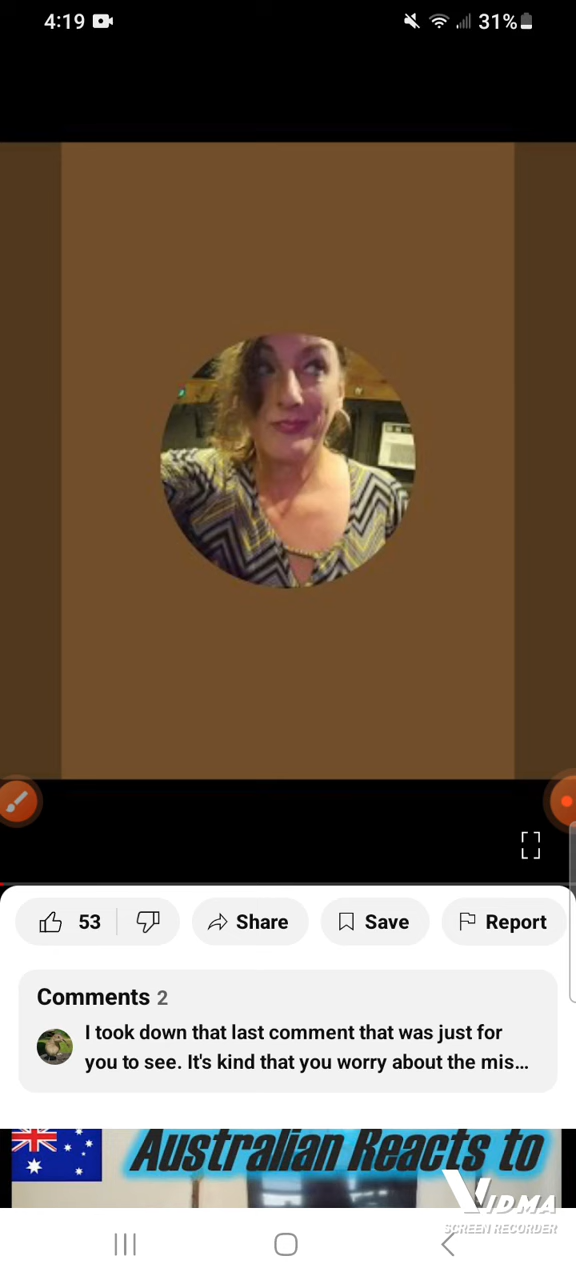 4:19 31%
53 Share Save Report
Comments 2
I took down that last comment that was just for
you to see. It's kind that you worry about the mis...
Australian Reacts to
VIDMA
SCREEN RECORDER